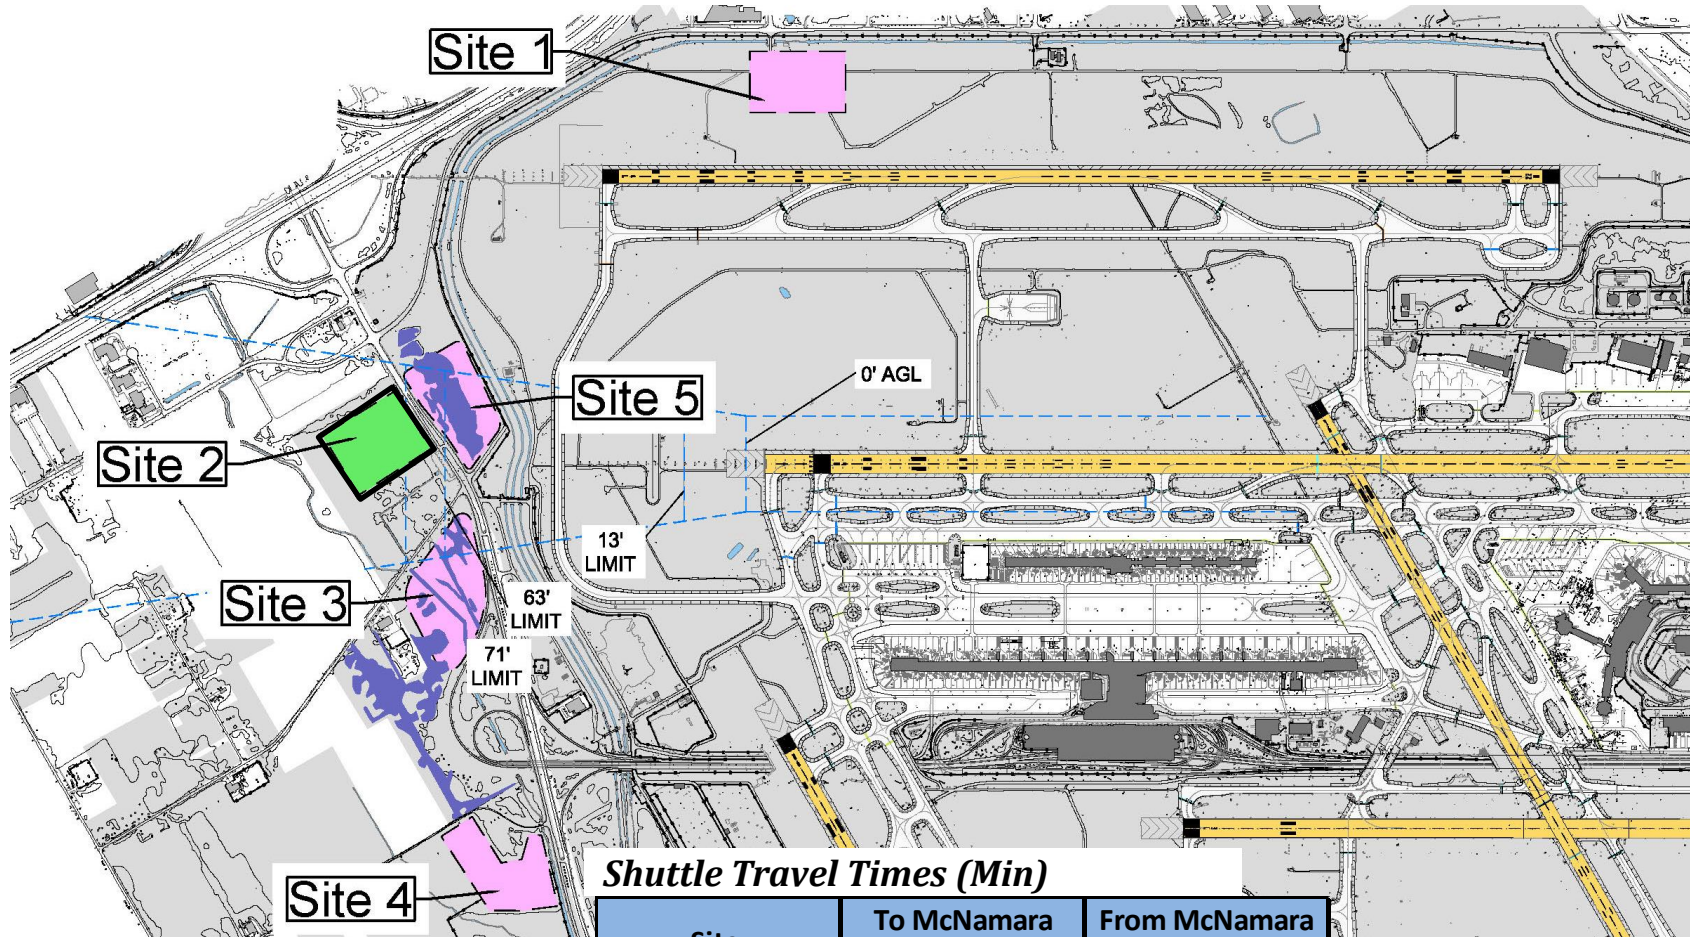 Site 1
0' AGL
Site 5
Site 2
13'
LIMIT
Site 3
63'
LIMIT
71'
LIMIT
Site 4
Shuttle Travel Times (Min)
Site
To McNamara
From McNamara